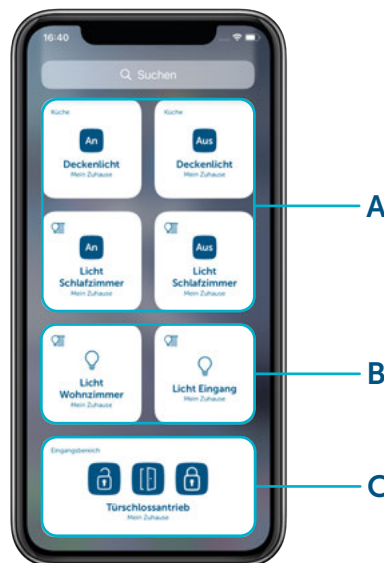 16:40
Suchen
Küche
An
Deckenlicht
Mein Zuhause
Küche
Aus
Deckenlicht
Mein Zuhause
A
An
Licht
Schlafzimmer
Mein Zuhause
Aus
Licht
Schlafzimmer
Mein Zuhause
Licht
Wohnzimmer
Mein Zuhause
Licht Eingang
Mein Zuhause
B
Eingangsbereich
Türschlossantrieb
Mein Zuhause
C